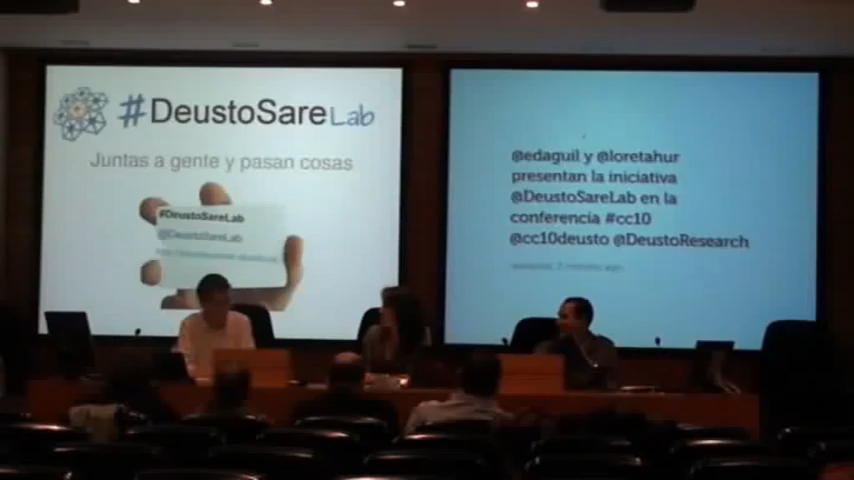 #DeustoSareLab
Juntas a gente y pasan cosas
#DeustoSareLab
@DeustoSareLab
@edaguil y @loretahur
presentan la iniciativa
@DeustoSareLab en la
conferencia #cc10
@cc10deusto @DeustoResearch